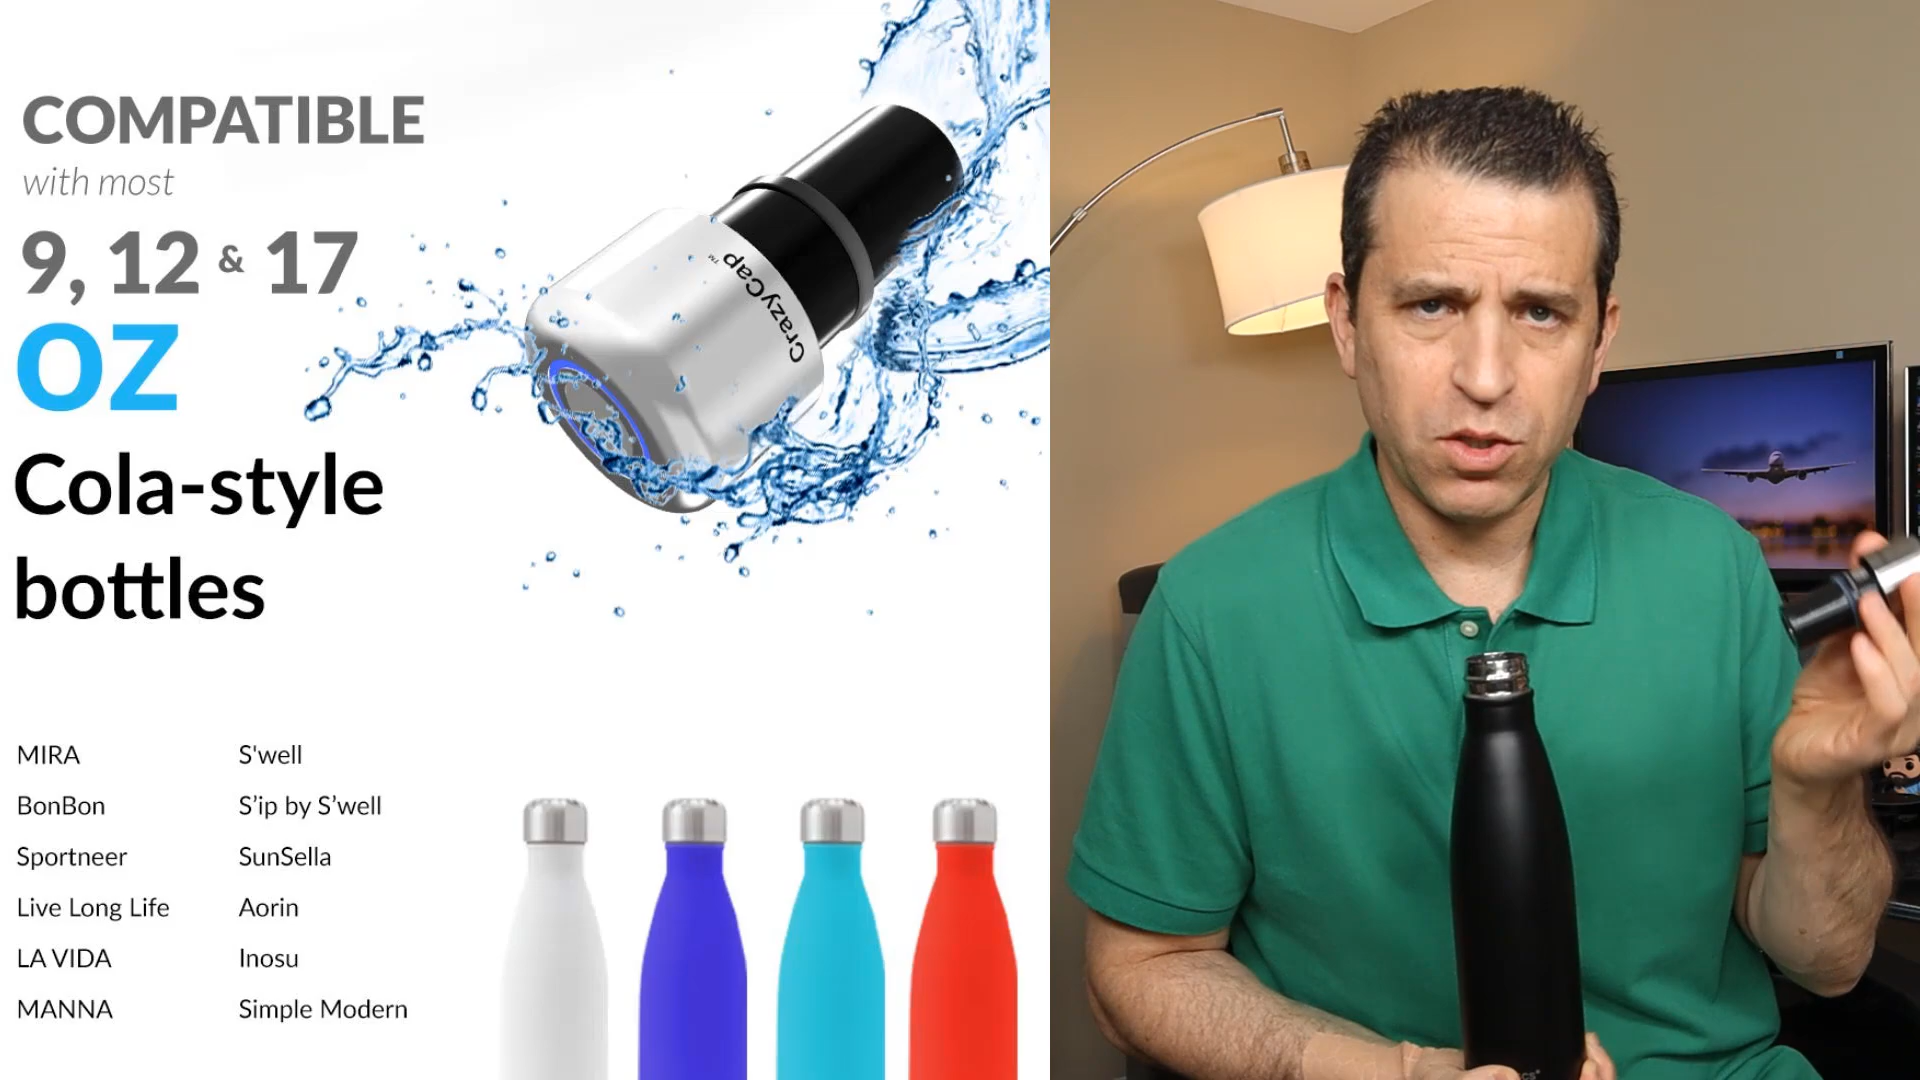 COMPATIBLE
with most
9, 12 & 17
OZ
Cola-style
bottles
CrazyCap™
MIRA
S'well
BonBon
S’ip by S’well
Sportneer
SunSella
Live Long Life
Aorin
LA VIDA
Inosu
MANNA
Simple Modern